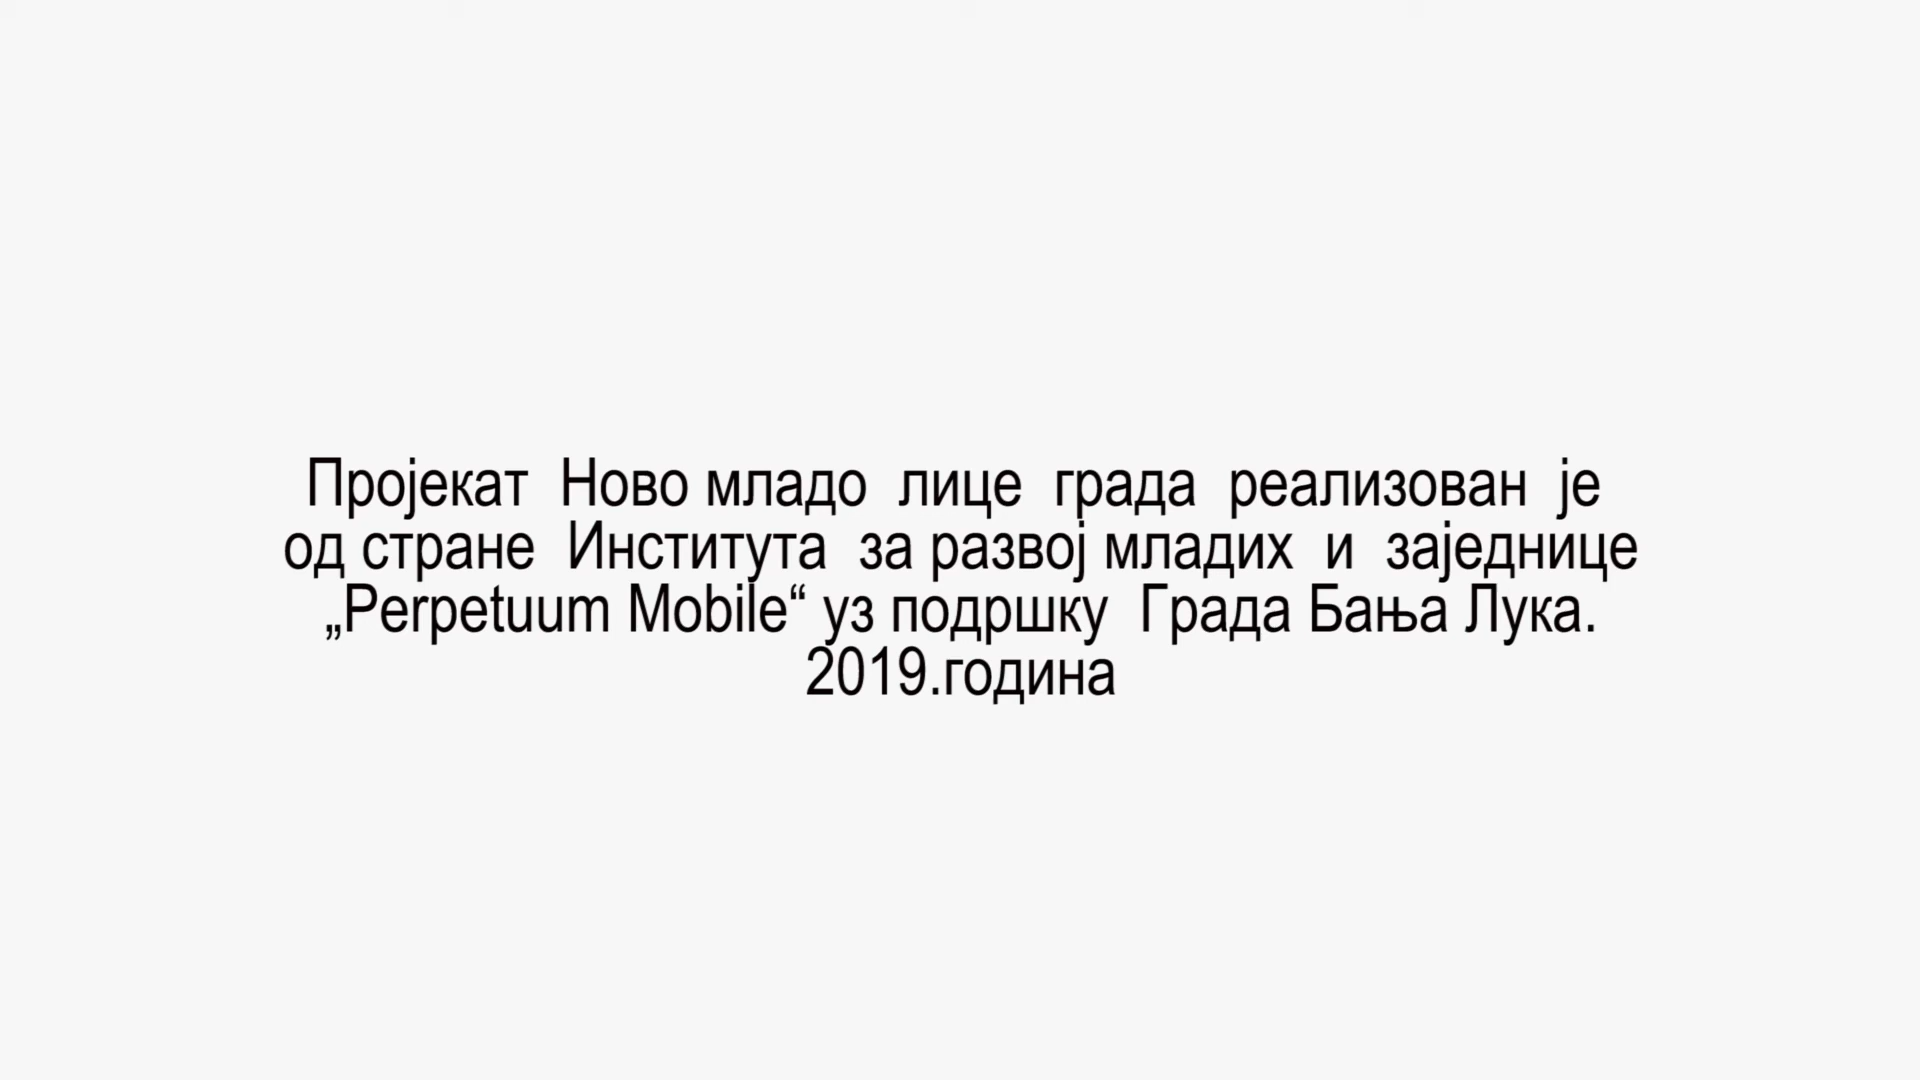 Пројекат Ново младо лице града реализован је
од стране Института за развој младих и заједнице
„Perpetuum Mobile“ уз подршку Града Бања Лука.
2019.година